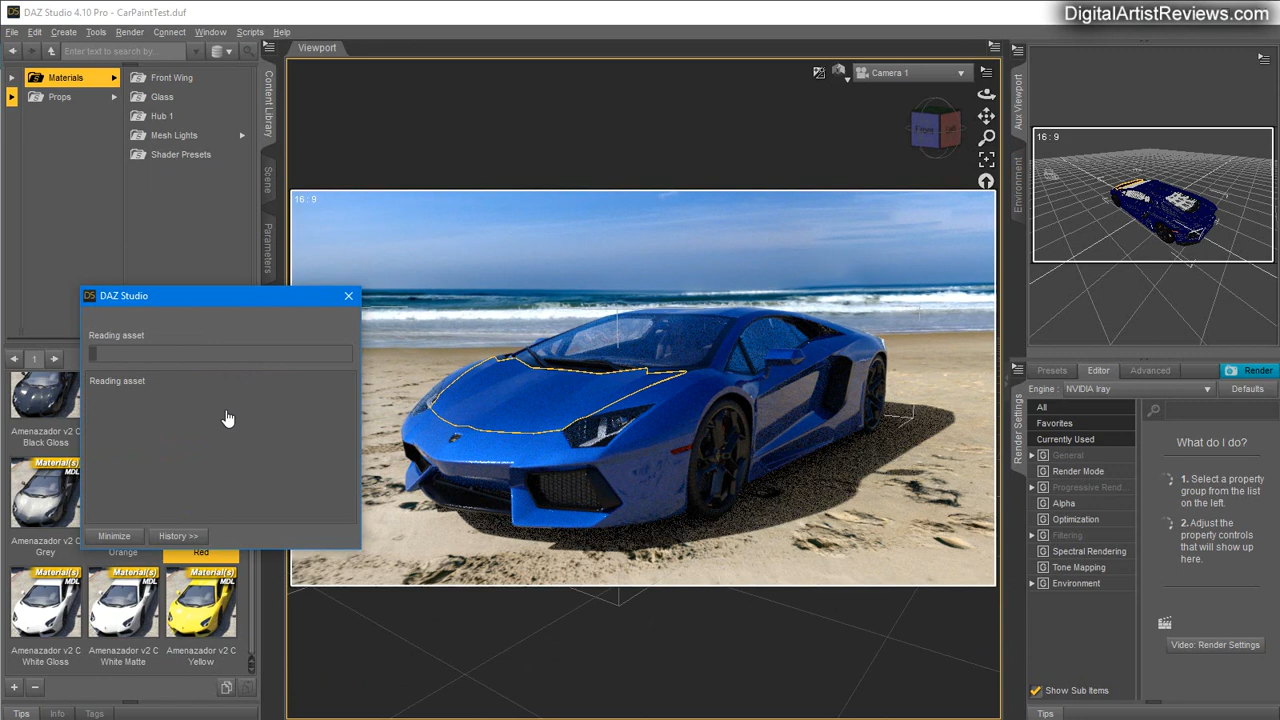 DS DAZ Studio 4.10 Pro - CarPaintTest.duf
DigitalArtistReviews.com
File Edit Create Tools Render Connect Window Scripts Help
Enter text to search by...
Viewport
Materials
Props
Front Wing
Glass
Hub 1
Mesh Lights
Shader Presets
Content Library
Scene
Parameters
Camera 1
Aux Viewport
Environment
16 : 9
16 : 9
DS DAZ Studio
Reading asset
Reading asset
Minimize
History >>
1
Amenazador v2 C
Black Gloss
Material(s)
MDL
Grey
Orange
Red
Material(s)
MDL
Material(s)
MDL
Material(s)
MDL
Amenazador v2 C
White Gloss
Amenazador v2 C
White Matte
Amenazador v2 C
Yellow
Tips
Info
Tags
Presets
Editor
Advanced
Render
Engine :
NVIDIA Iray
Defaults
Render Settings
All
Favorites
Currently Used
General
Render Mode
Progressive Rend...
Alpha
Optimization
Filtering
Spectral Rendering
Tone Mapping
Environment
What do I do?
1. Select a property
group from the list
on the left.
2. Adjust the
property controls
that will show up
here.
Video: Render Settings
Show Sub Items
Tips